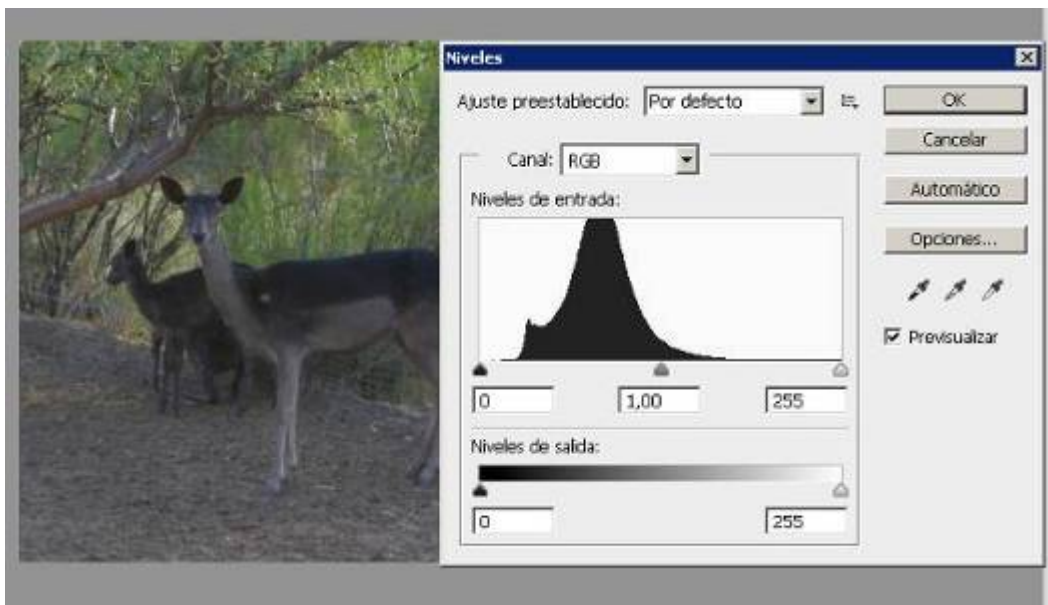 Niveles
Ajuste preestablecido: Por defecto
OK
Cancelar
Canal: RGB
Automático
Niveles de entrada:
Opciones...
Previsualizar
0 1,00 255
Niveles de salida:
0 255